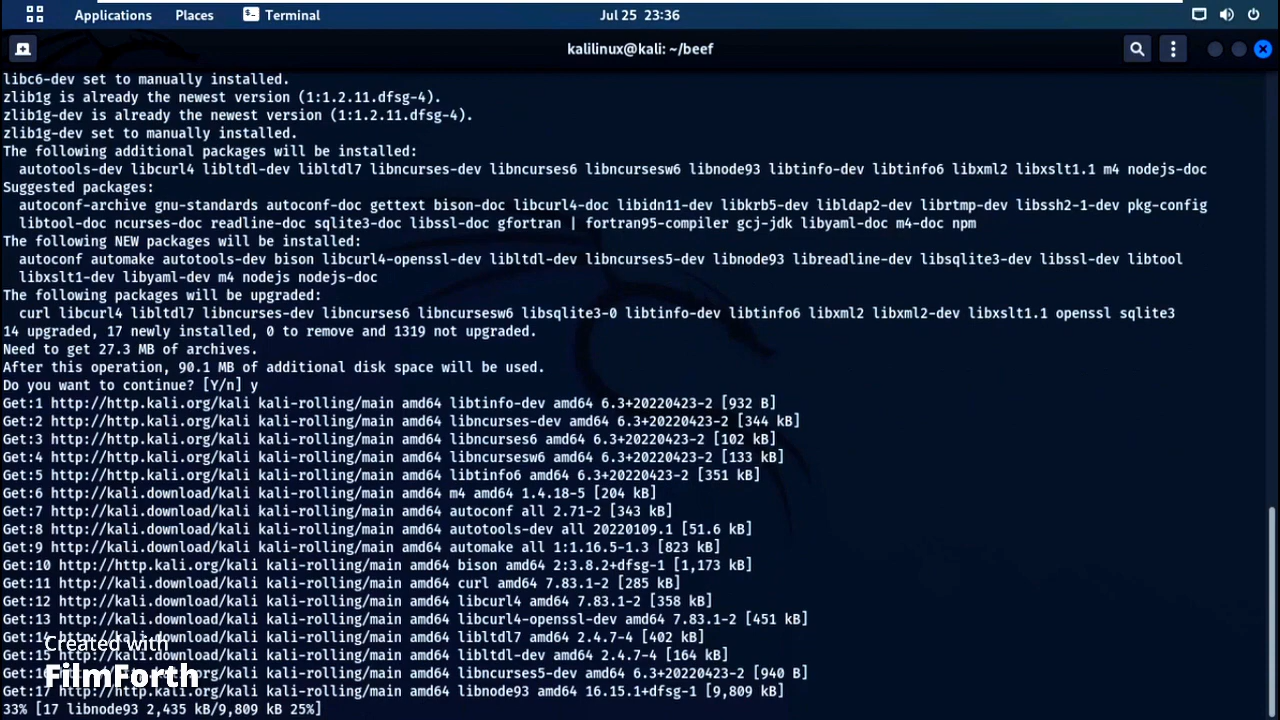 Applications Places Terminal Jul 25 23:36
kalilinux@kali: ~/beef
libc6-dev set to manually installed.
zlib1g is already the newest version (1:1.2.11.dfsg-4).
zlib1g-dev is already the newest version (1:1.2.11.dfsg-4).
zlib1g-dev set to manually installed.
The following additional packages will be installed:
  autotools-dev libcurl4 libltdl-dev libltdl7 libncurses-dev libncurses6 libncursesw6 libnode93 libtinfo-dev libtinfo6 libxml2 libxslt1.1 m4 nodejs-doc
Suggested packages:
  autoconf-archive gnu-standards autoconf-doc gettext bison-doc libcurl4-doc libidn11-dev libkrb5-dev libldap2-dev librtmp-dev libssh2-1-dev pkg-config
  libtool-doc ncurses-doc readline-doc sqlite3-doc libssl-doc gfortran | fortran95-compiler gcj-jdk libyaml-doc m4-doc npm
The following NEW packages will be installed:
  autoconf automake autotools-dev bison libcurl4-openssl-dev libltdl-dev libncurses5-dev libnode93 libreadline-dev libsqlite3-dev libssl-dev libtool
  libxslt1-dev libyaml-dev m4 nodejs nodejs-doc
The following packages will be upgraded:
  curl libcurl4 libltdl7 libncurses-dev libncurses6 libncursesw6 libsqlite3-0 libtinfo-dev libtinfo6 libxml2 libxml2-dev libxslt1.1 openssl sqlite3
14 upgraded, 17 newly installed, 0 to remove and 1319 not upgraded.
Need to get 27.3 MB of archives.
After this operation, 90.1 MB of additional disk space will be used.
Do you want to continue? [Y/n] y
Get:1 http://http.kali.org/kali kali-rolling/main amd64 libtinfo-dev amd64 6.3+20220423-2 [932 B]
Get:2 http://http.kali.org/kali kali-rolling/main amd64 libncurses-dev amd64 6.3+20220423-2 [344 kB]
Get:3 http://http.kali.org/kali kali-rolling/main amd64 libncurses6 amd64 6.3+20220423-2 [102 kB]
Get:4 http://http.kali.org/kali kali-rolling/main amd64 libncursesw6 amd64 6.3+20220423-2 [133 kB]
Get:5 http://http.kali.org/kali kali-rolling/main amd64 libtinfo6 amd64 6.3+20220423-2 [351 kB]
Get:6 http://kali.download/kali kali-rolling/main amd64 m4 amd64 1.4.18-5 [204 kB]
Get:7 http://kali.download/kali kali-rolling/main amd64 autoconf all 2.71-2 [343 kB]
Get:8 http://kali.download/kali kali-rolling/main amd64 autotools-dev all 20220109.1 [51.6 kB]
Get:9 http://kali.download/kali kali-rolling/main amd64 automake all 1:1.16.5-1.3 [823 kB]
Get:10 http://http.kali.org/kali kali-rolling/main amd64 bison amd64 2:3.8.2+dfsg-1 [1,173 kB]
Get:11 http://kali.download/kali kali-rolling/main amd64 curl amd64 7.83.1-2 [285 kB]
Get:12 http://kali.download/kali kali-rolling/main amd64 libcurl4 amd64 7.83.1-2 [358 kB]
Get:13 http://kali.download/kali kali-rolling/main amd64 libcurl4-openssl-dev amd64 7.83.1-2 [451 kB]
Get:14 http://kali.download/kali kali-rolling/main amd64 libltdl7 amd64 2.4.7-4 [402 kB]
Get:15 http://kali.download/kali kali-rolling/main amd64 libltdl-dev amd64 2.4.7-4 [164 kB]
Get:16 http://http.kali.org/kali kali-rolling/main amd64 libncurses5-dev amd64 6.3+20220423-2 [940 B]
Get:17 http://http.kali.org/kali kali-rolling/main amd64 libnode93 amd64 16.15.1+dfsg-1 [9,809 kB]
33% [17 libnode93 2,435 kB/9,809 kB 25%]
Created with
FilmForth